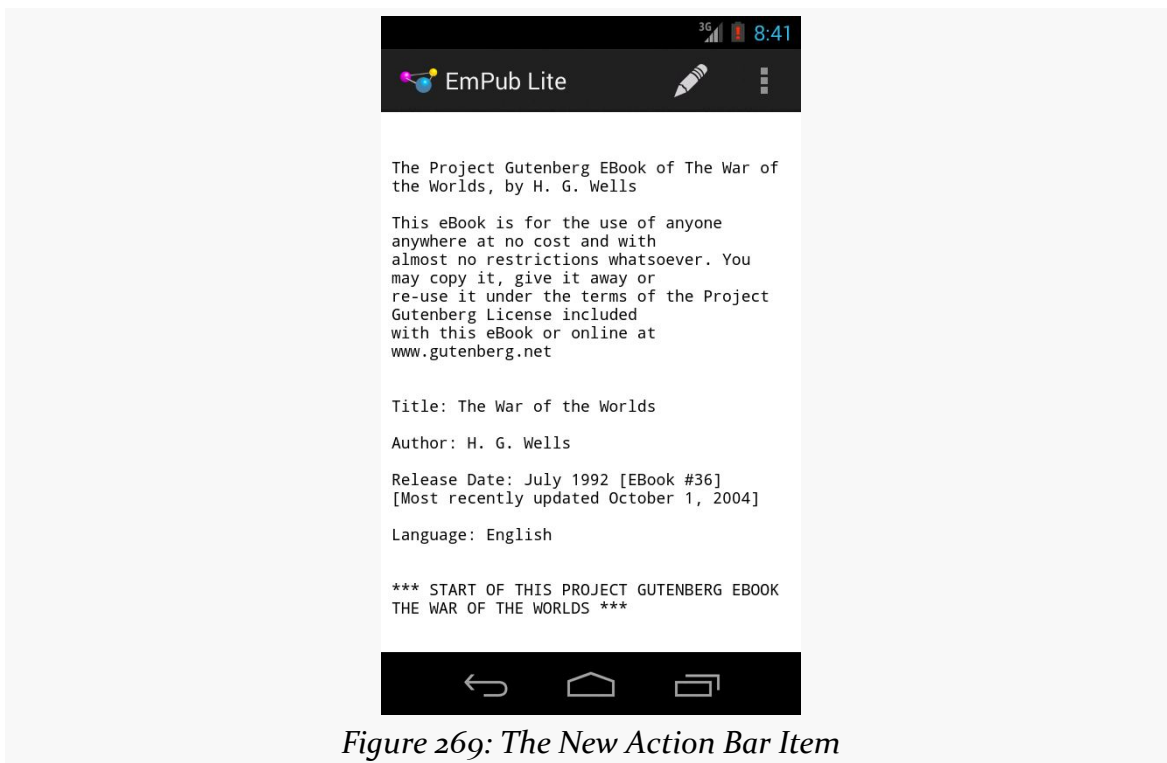 3G 8:41
EmPub Lite
The Project Gutenberg EBook of The War of
the Worlds, by H. G. Wells
This eBook is for the use of anyone
anywhere at no cost and with
almost no restrictions whatsoever. You
may copy it, give it away or
re-use it under the terms of the Project
Gutenberg License included
with this eBook or online at
www.gutenberg.net
Title: The War of the Worlds
Author: H. G. Wells
Release Date: July 1992 [EBook #36]
[Most recently updated October 1, 2004]
Language: English
*** START OF THIS PROJECT GUTENBERG EBOOK
THE WAR OF THE WORLDS ***
Figure 269: The New Action Bar Item